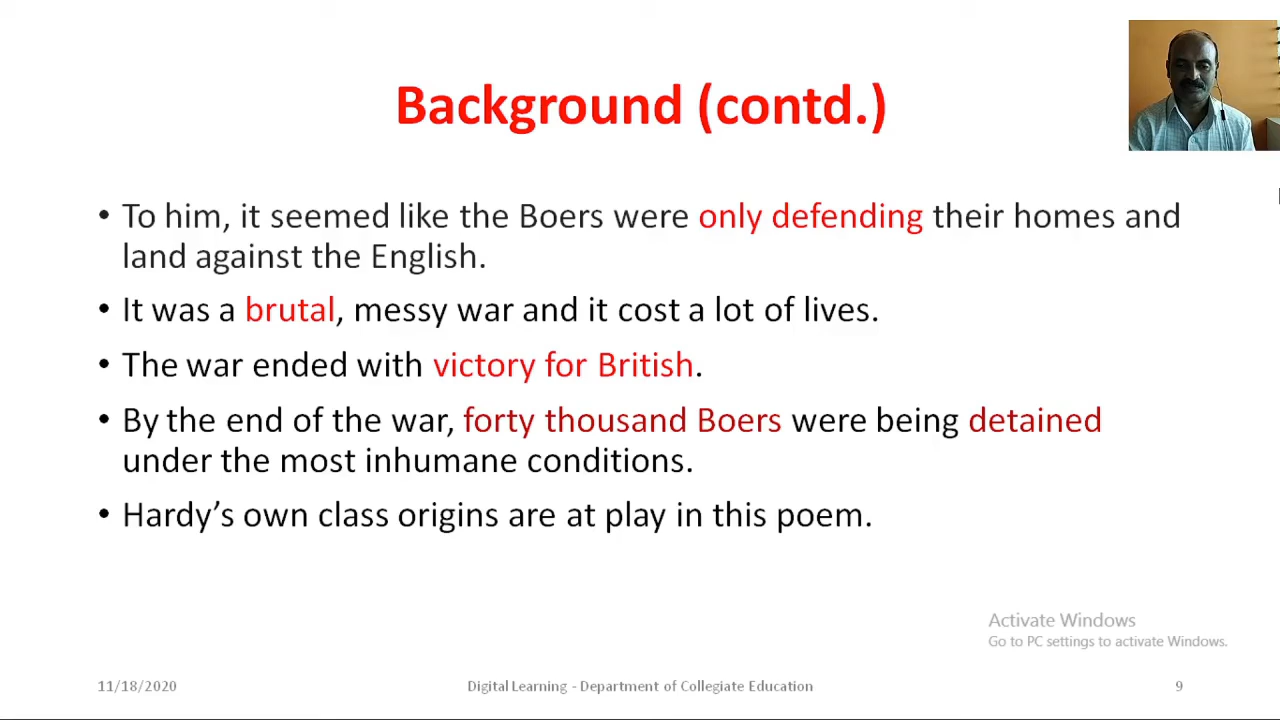 Background (contd.)
• To him, it seemed like the Boers were only defending their homes and
land against the English.
• It was a brutal, messy war and it cost a lot of lives.
• The war ended with victory for British.
• By the end of the war, forty thousand Boers were being detained
under the most inhumane conditions.
• Hardy’s own class origins are at play in this poem.
Activate Windows
Go to PC settings to activate Windows.
11/18/2020
Digital Learning - Department of Collegiate Education
9